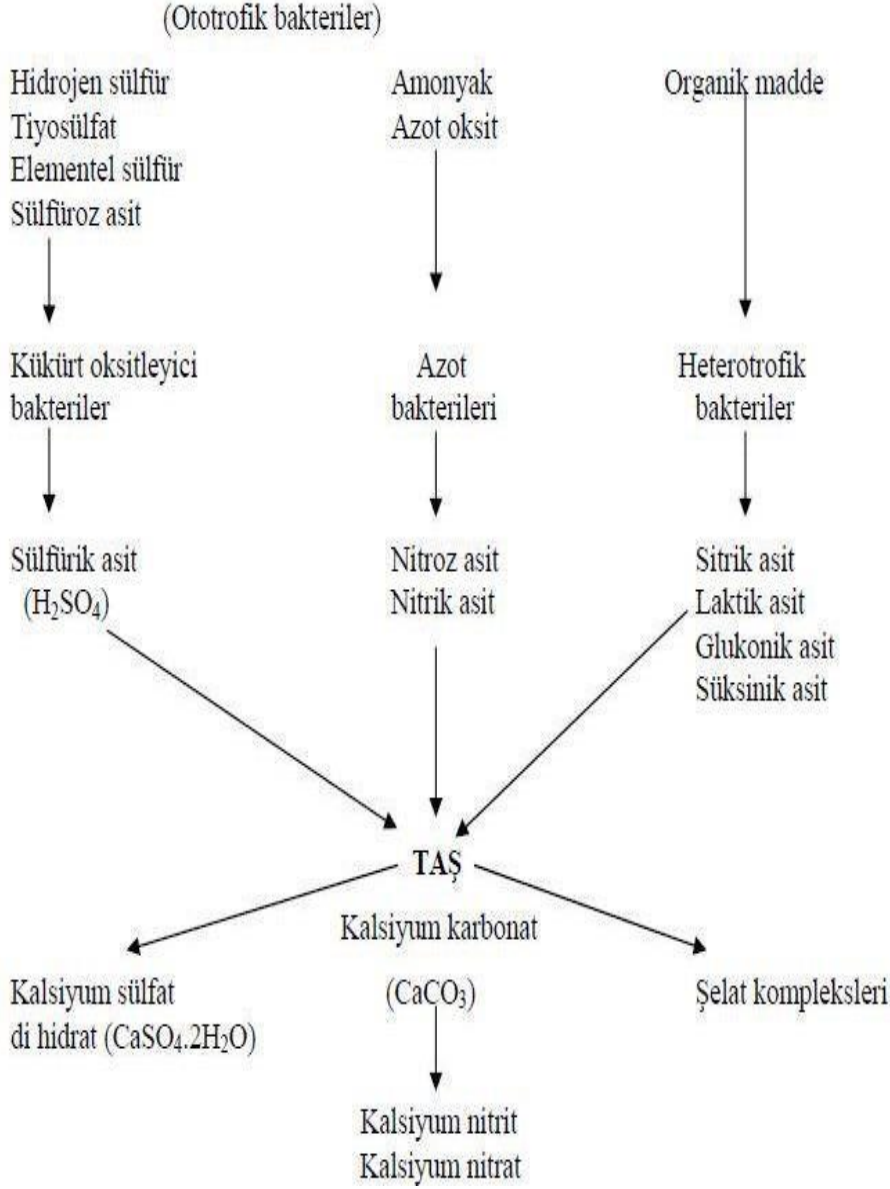 (Ototrofik bakteriler)
Hidrojen sülfür
Tiyosülfat
Elementel sülfür
Sülfüroz asit
Amonyak
Azot oksit
Organik madde
Kükürt oksitleyici
bakteriler
Azot
bakterileri
Heterotrofik
bakteriler
Sülfürik asit
(H₂SO₄)
Nitroz asit
Nitrik asit
Sitrik asit
Laktik asit
Glukonik asit
Süksinik asit
TAŞ
Kalsiyum karbonat
(CaCO₃)
Kalsiyum sülfat
di hidrat (CaSO₄.2H₂O)
Şelat kompleksleri
Kalsiyum nitrit
Kalsiyum nitrat